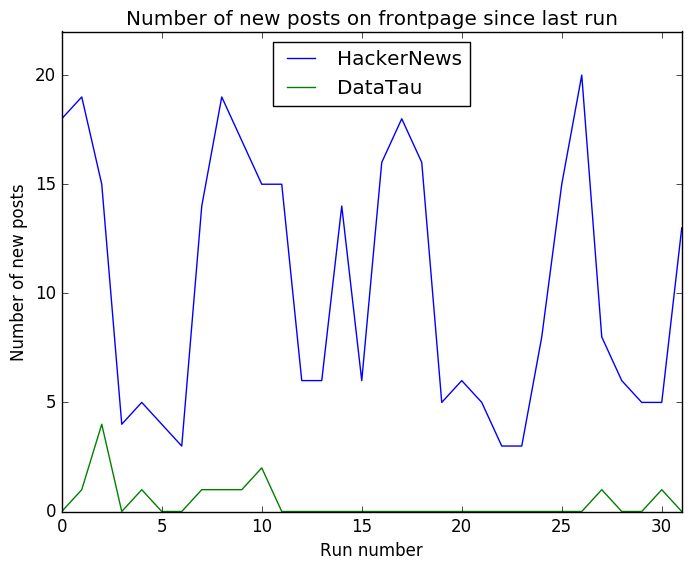 Number of new posts on frontpage since last run
HackerNews
DataTau
Number of new posts
20
15
10
5
0
0 5 10 15 20 25 30
Run number